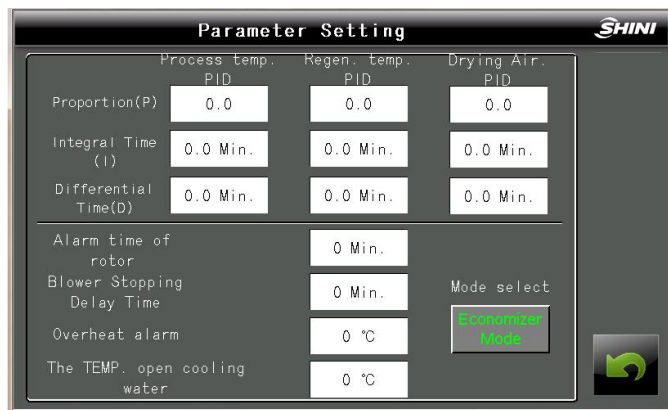 Parameter Setting
SHINI
Process temp. Regen. temp. Drying Air.
PID PID PID
Proportion(P) 0.0 0.0 0.0
Integral Time
(I) 0.0 Min. 0.0 Min. 0.0 Min.
Differential
Time(D) 0.0 Min. 0.0 Min. 0.0 Min.
Alarm time of
rotor 0 Min.
Blower Stopping
Delay Time 0 Min.
Mode select
Economizer
Mode
Overheat alarm 0 ℃
The TEMP. open cooling
water 0 ℃